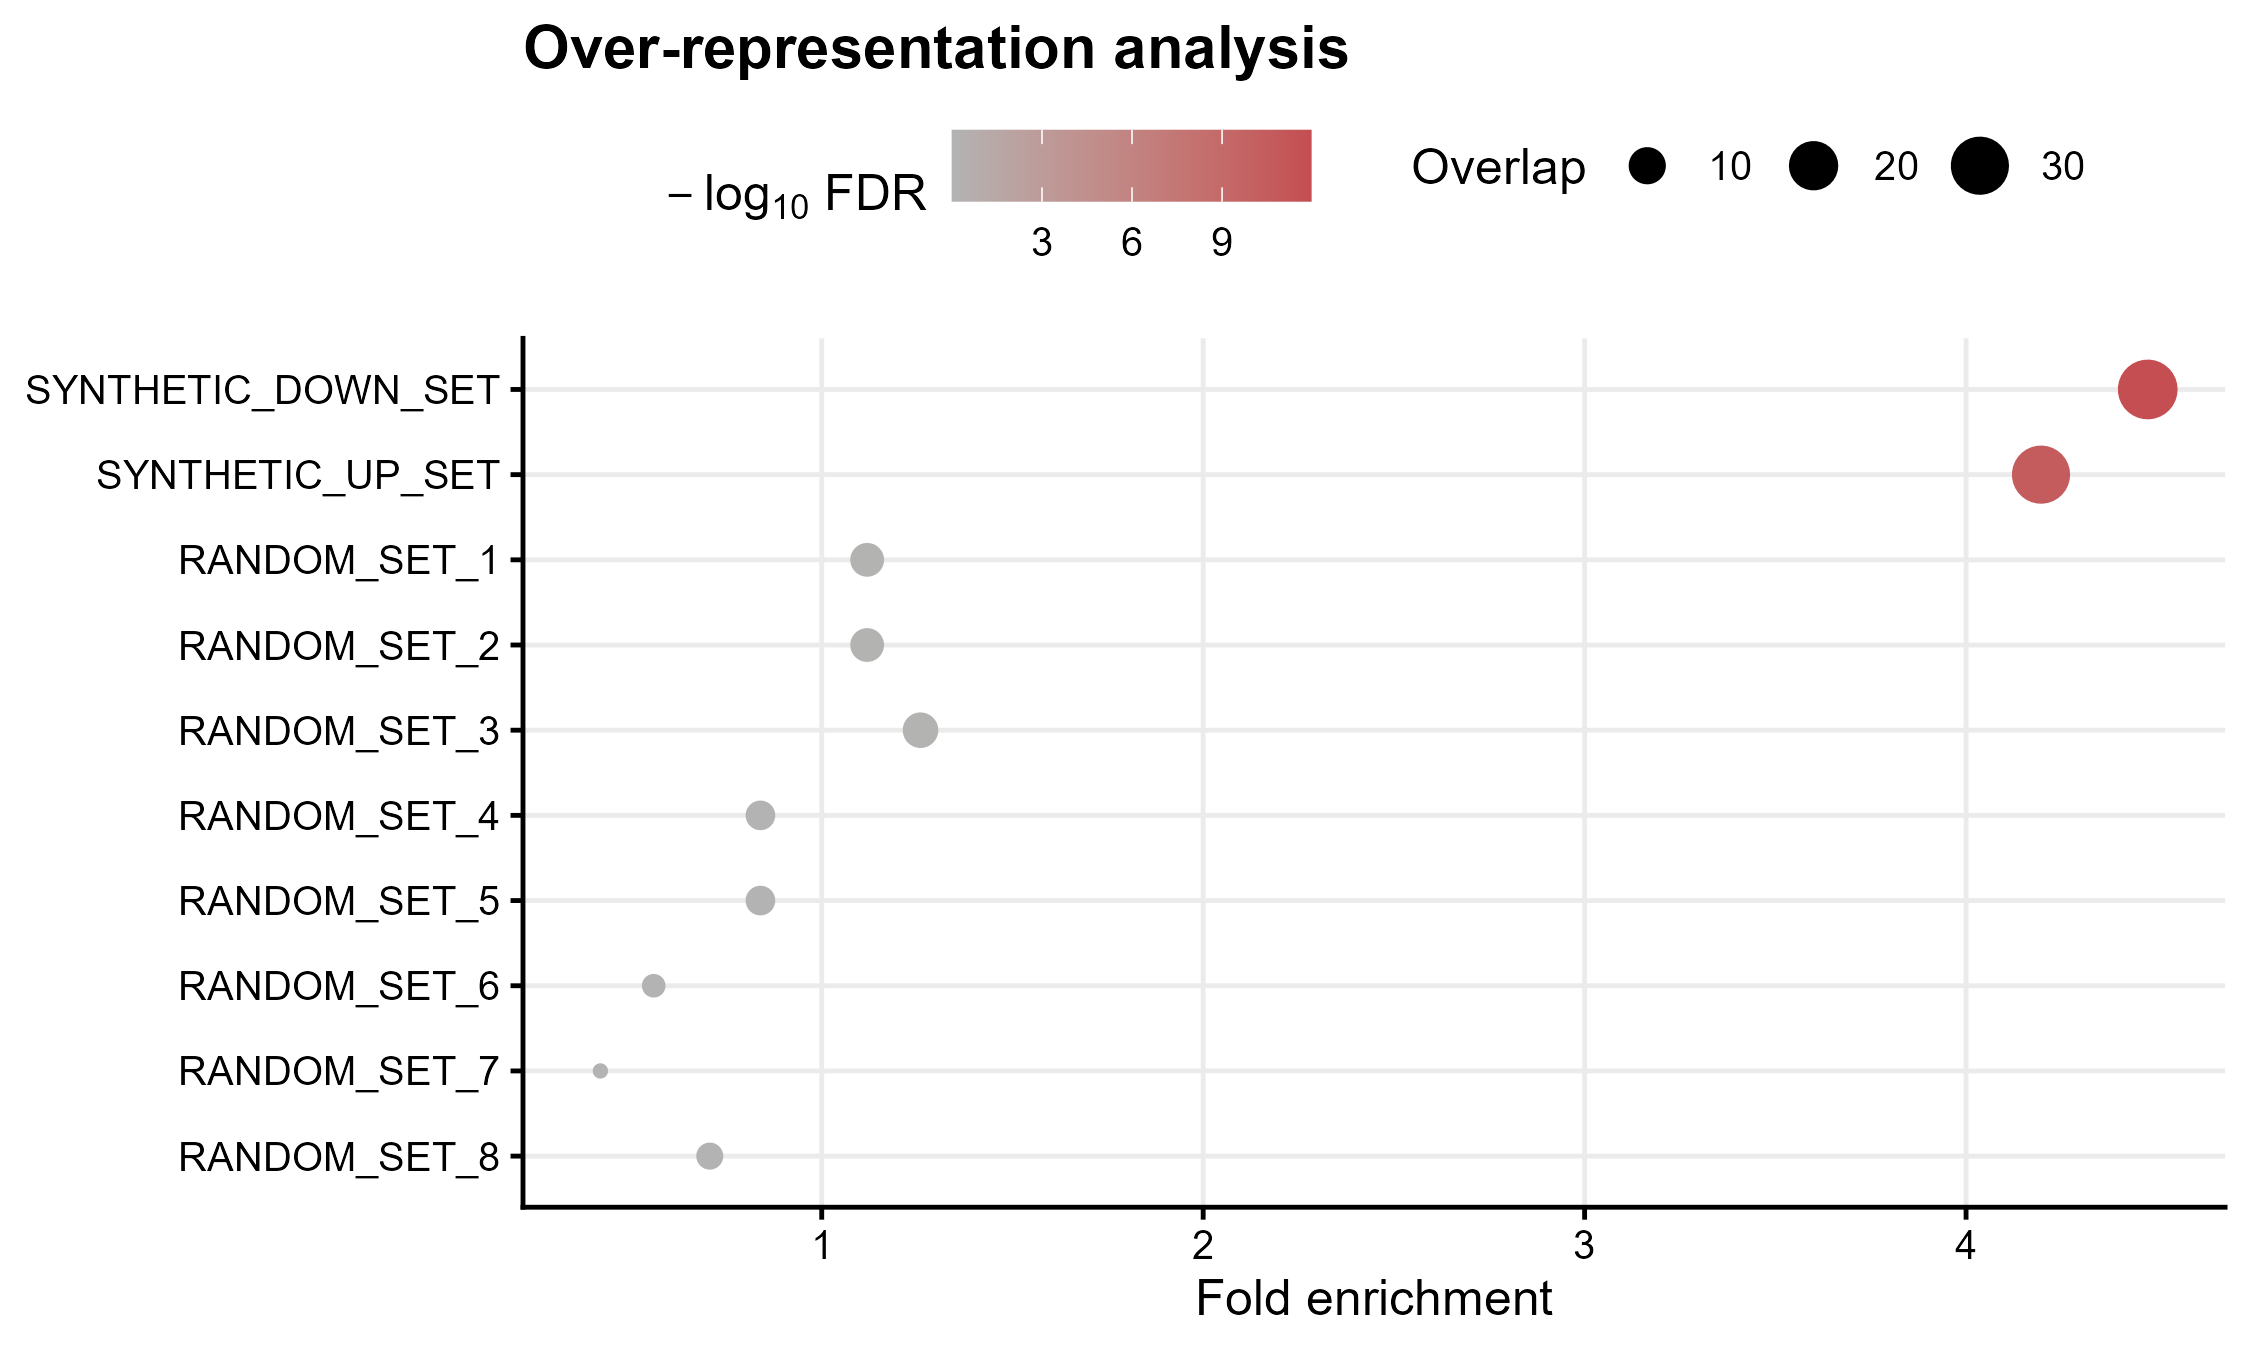 Over-representation analysis
− log10 FDR
3 6 9
Overlap 10 20 30
SYNTHETIC_DOWN_SET
SYNTHETIC_UP_SET
RANDOM_SET_1
RANDOM_SET_2
RANDOM_SET_3
RANDOM_SET_4
RANDOM_SET_5
RANDOM_SET_6
RANDOM_SET_7
RANDOM_SET_8
1 2 3 4
Fold enrichment